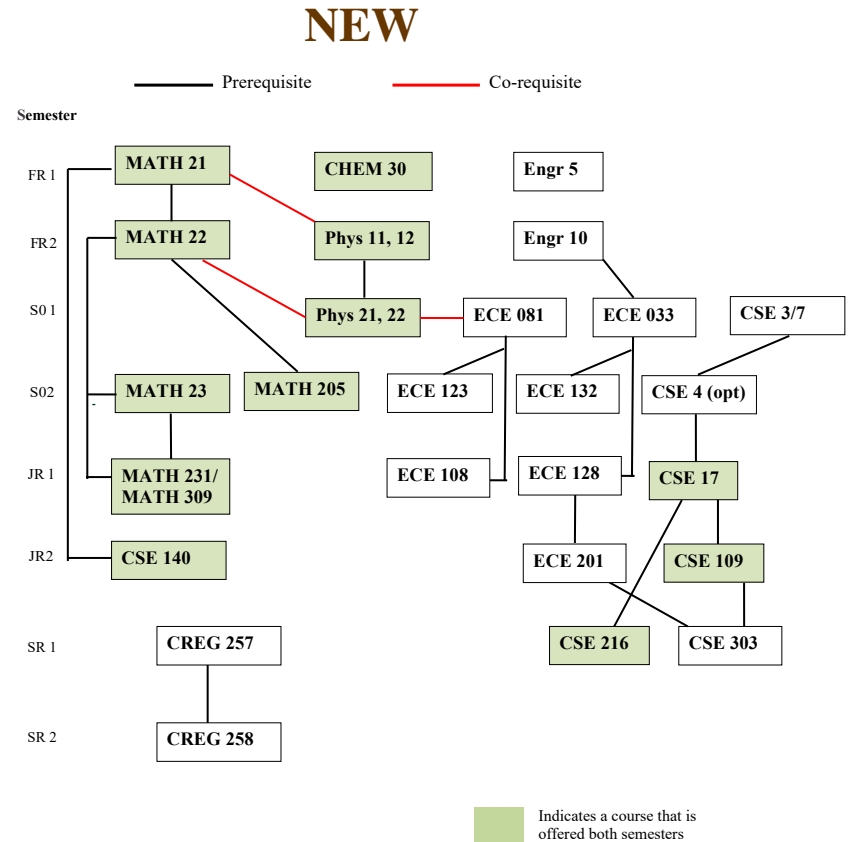 NEW
Prerequisite
Co-requisite
Semester
FR 1
MATH 21
CHEM 30
Engr 5
FR2
MATH 22
Phys 11, 12
Engr 10
S0 1
Phys 21, 22
ECE 081
ECE 033
CSE 3/7
S02
MATH 23
MATH 205
ECE 123
ECE 132
CSE 4 (opt)
JR 1
MATH 231/
MATH 309
ECE 108
ECE 128
CSE 17
JR2
CSE 140
ECE 201
CSE 109
SR 1
CREG 257
CSE 216
CSE 303
SR 2
CREG 258
Indicates a course that is
offered both semesters